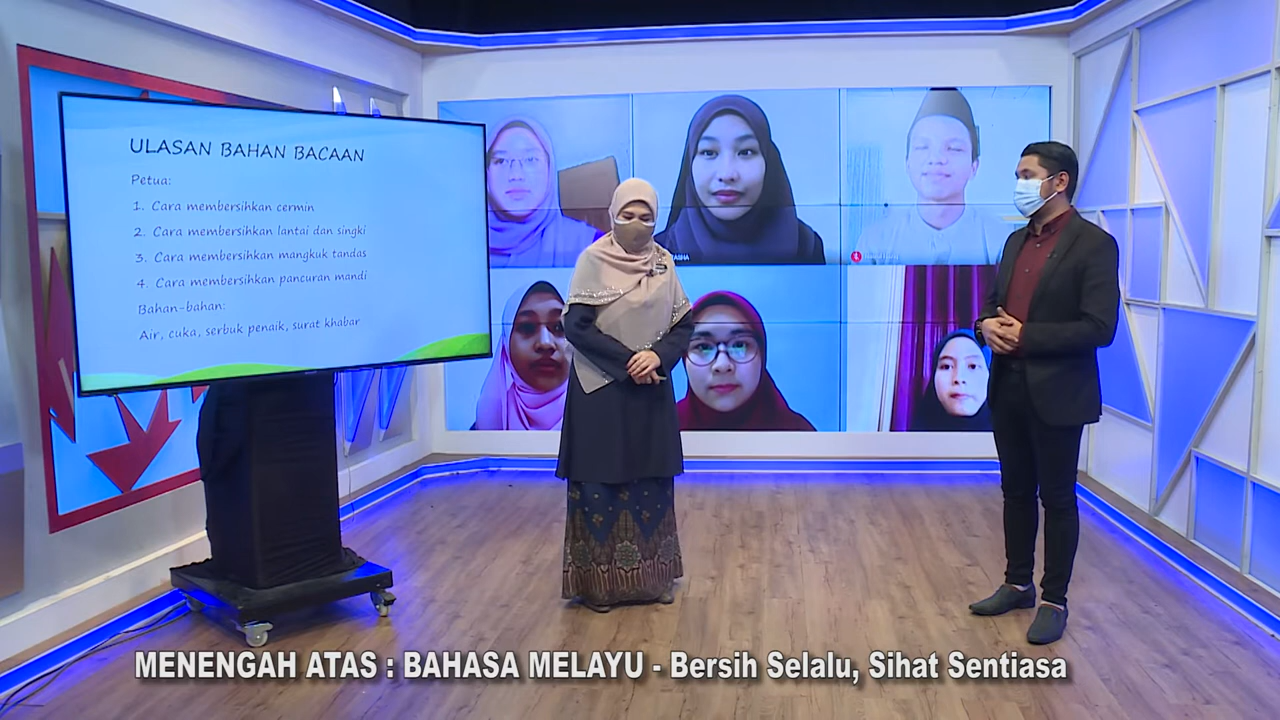 ULASAN BAHAN BACAAN
Petua:
1. Cara membersihkan cermin
2. Cara membersihkan lantai dan singki
3. Cara membersihkan mangkuk tandas
4. Cara membersihkan pancuran mandi
Bahan-bahan:
Air, cuka, serbuk penaik, surat khabar
MENENGAH ATAS : BAHASA MELAYU - Bersih Selalu, Sihat Sentiasa